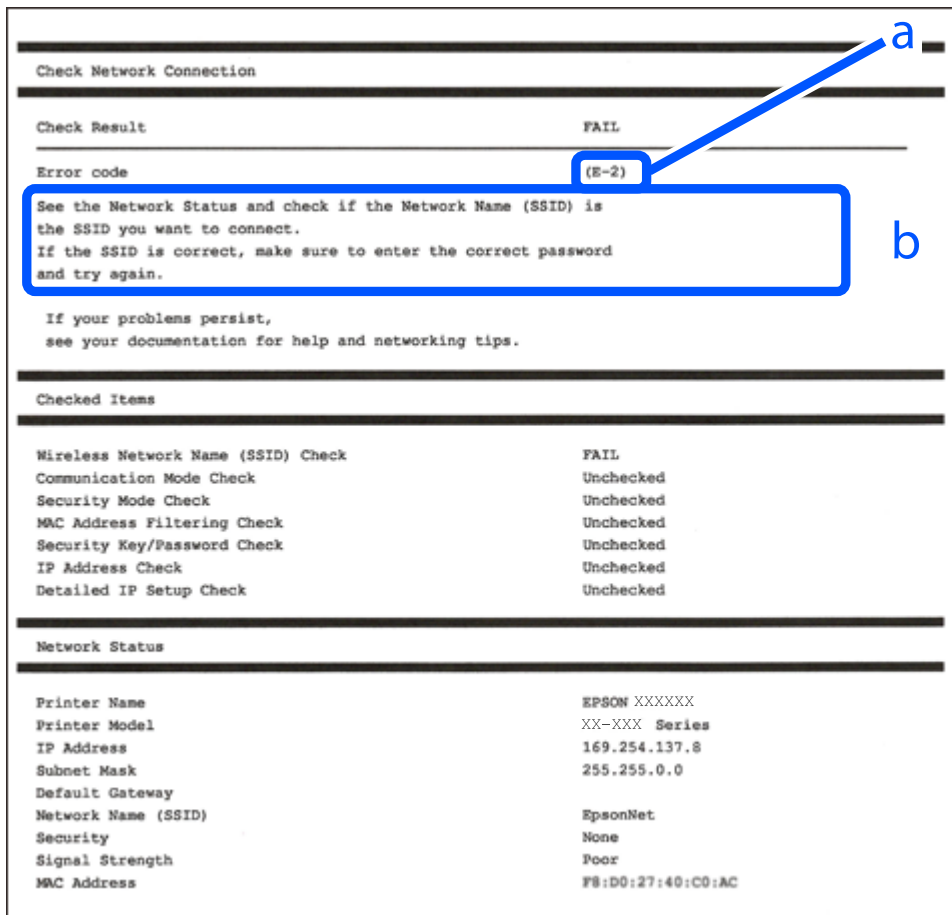 a
Check Network Connection
Check Result FAIL
Error code (E-2)
See the Network Status and check if the Network Name (SSID) is
the SSID you want to connect.
If the SSID is correct, make sure to enter the correct password
and try again.
b
If your problems persist,
see your documentation for help and networking tips.
Checked Items
Wireless Network Name (SSID) Check FAIL
Communication Mode Check Unchecked
Security Mode Check Unchecked
MAC Address Filtering Check Unchecked
Security Key/Password Check Unchecked
IP Address Check Unchecked
Detailed IP Setup Check Unchecked
Network Status
Printer Name EPSON XXXXXX
Printer Model XX-XXX Series
IP Address 169.254.137.8
Subnet Mask 255.255.0.0
Default Gateway
Network Name (SSID) EpsonNet
Security None
Signal Strength Poor
MAC Address F8:D0:27:40:C0:AC